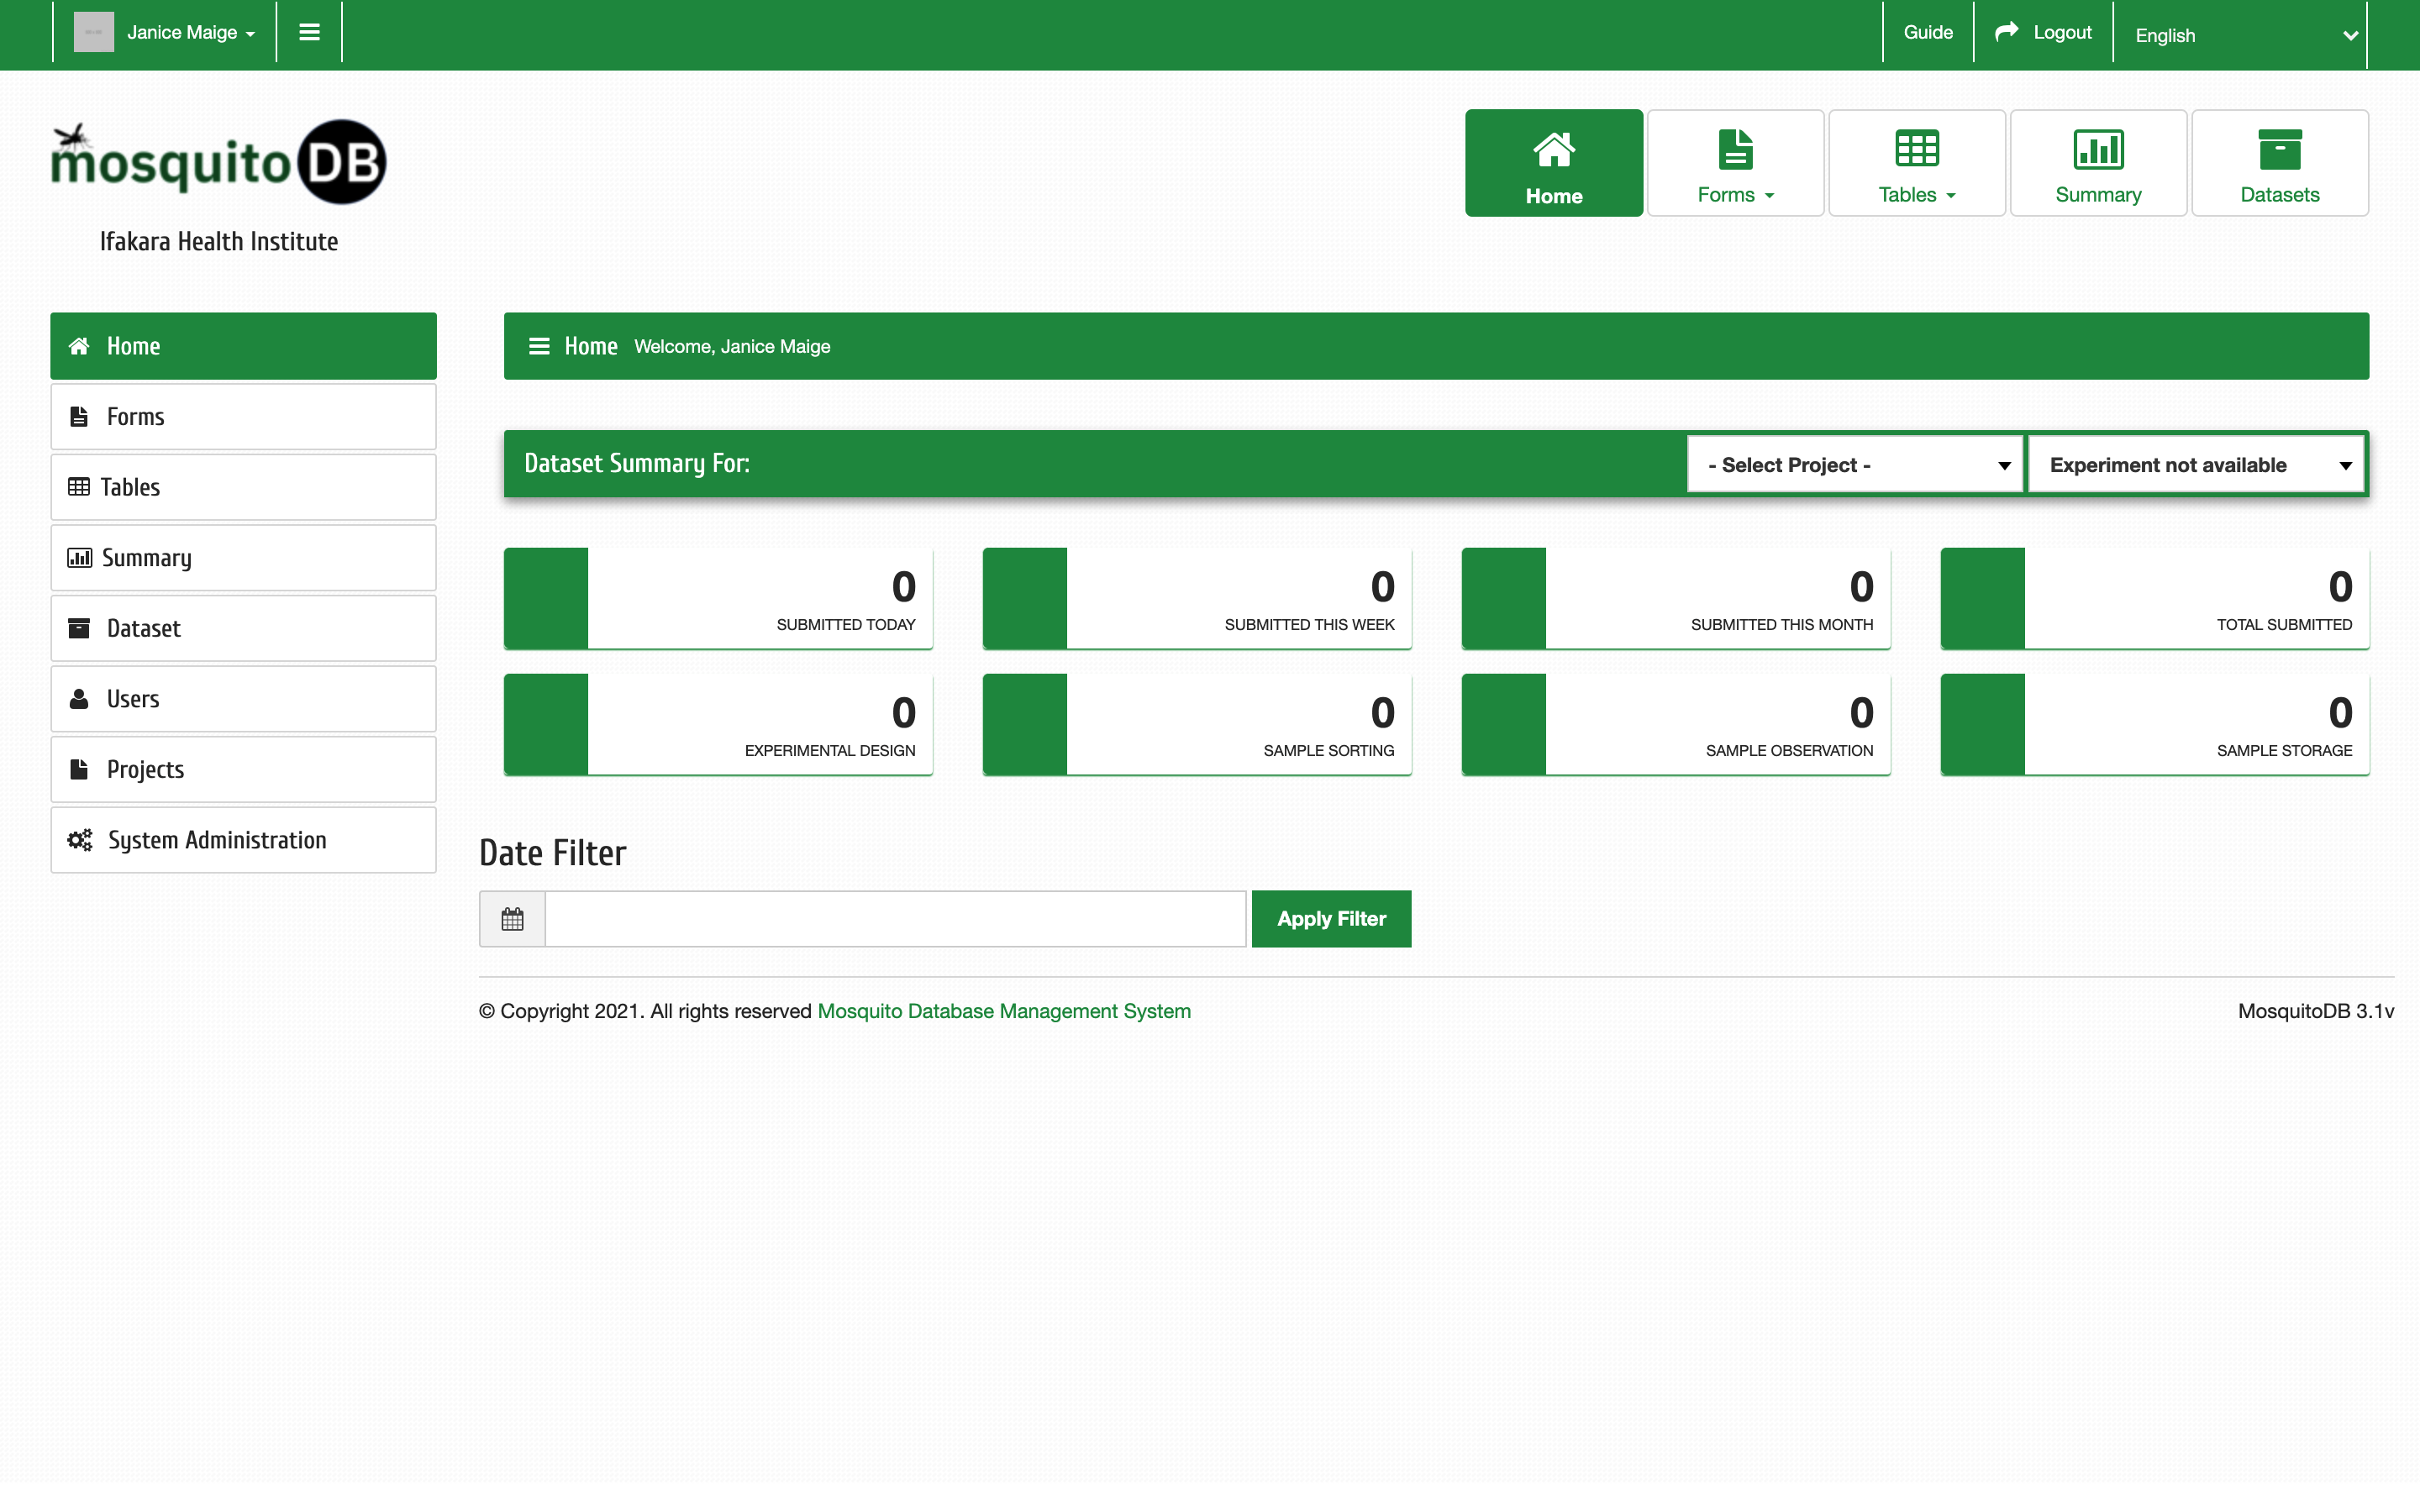 Janice Maige
Guide
Logout
English
mosquito DB
Ifakara Health Institute
Home
Forms
Tables
Summary
Datasets
Home
Forms
Tables
Summary
Dataset
Users
Projects
System Administration
Home Welcome, Janice Maige
Dataset Summary For:
- Select Project -
Experiment not available
0
SUBMITTED TODAY
0
SUBMITTED THIS WEEK
0
SUBMITTED THIS MONTH
0
TOTAL SUBMITTED
0
EXPERIMENTAL DESIGN
0
SAMPLE SORTING
0
SAMPLE OBSERVATION
0
SAMPLE STORAGE
Date Filter
Apply Filter
© Copyright 2021. All rights reserved Mosquito Database Management System
MosquitoDB 3.1v